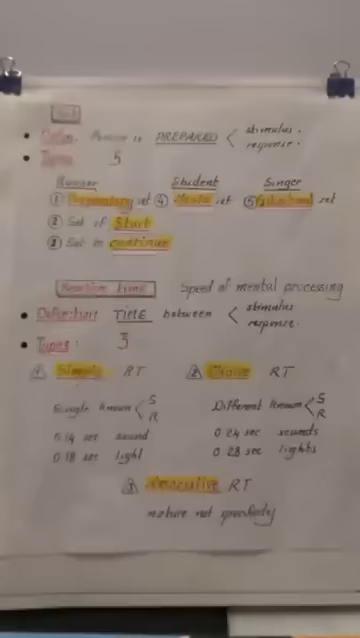 Set
• Defin. Person is PREPARED < stimulus.
response.
• Types 5
Runner Student Singer
① Preparatory set ④ Mental set ⑤ set
② Set of Start
③ Set to continue
Reaction time Speed of mental processing
• Definition TIME between < stimulus
response.
• Types: 3
① Simple RT ② Choice RT
Single known < S Different known < S
R R
0.14 sec sound 0.24 sec sounds
0.18 sec light 0.28 sec lights
③ Associative RT
nature not specificity